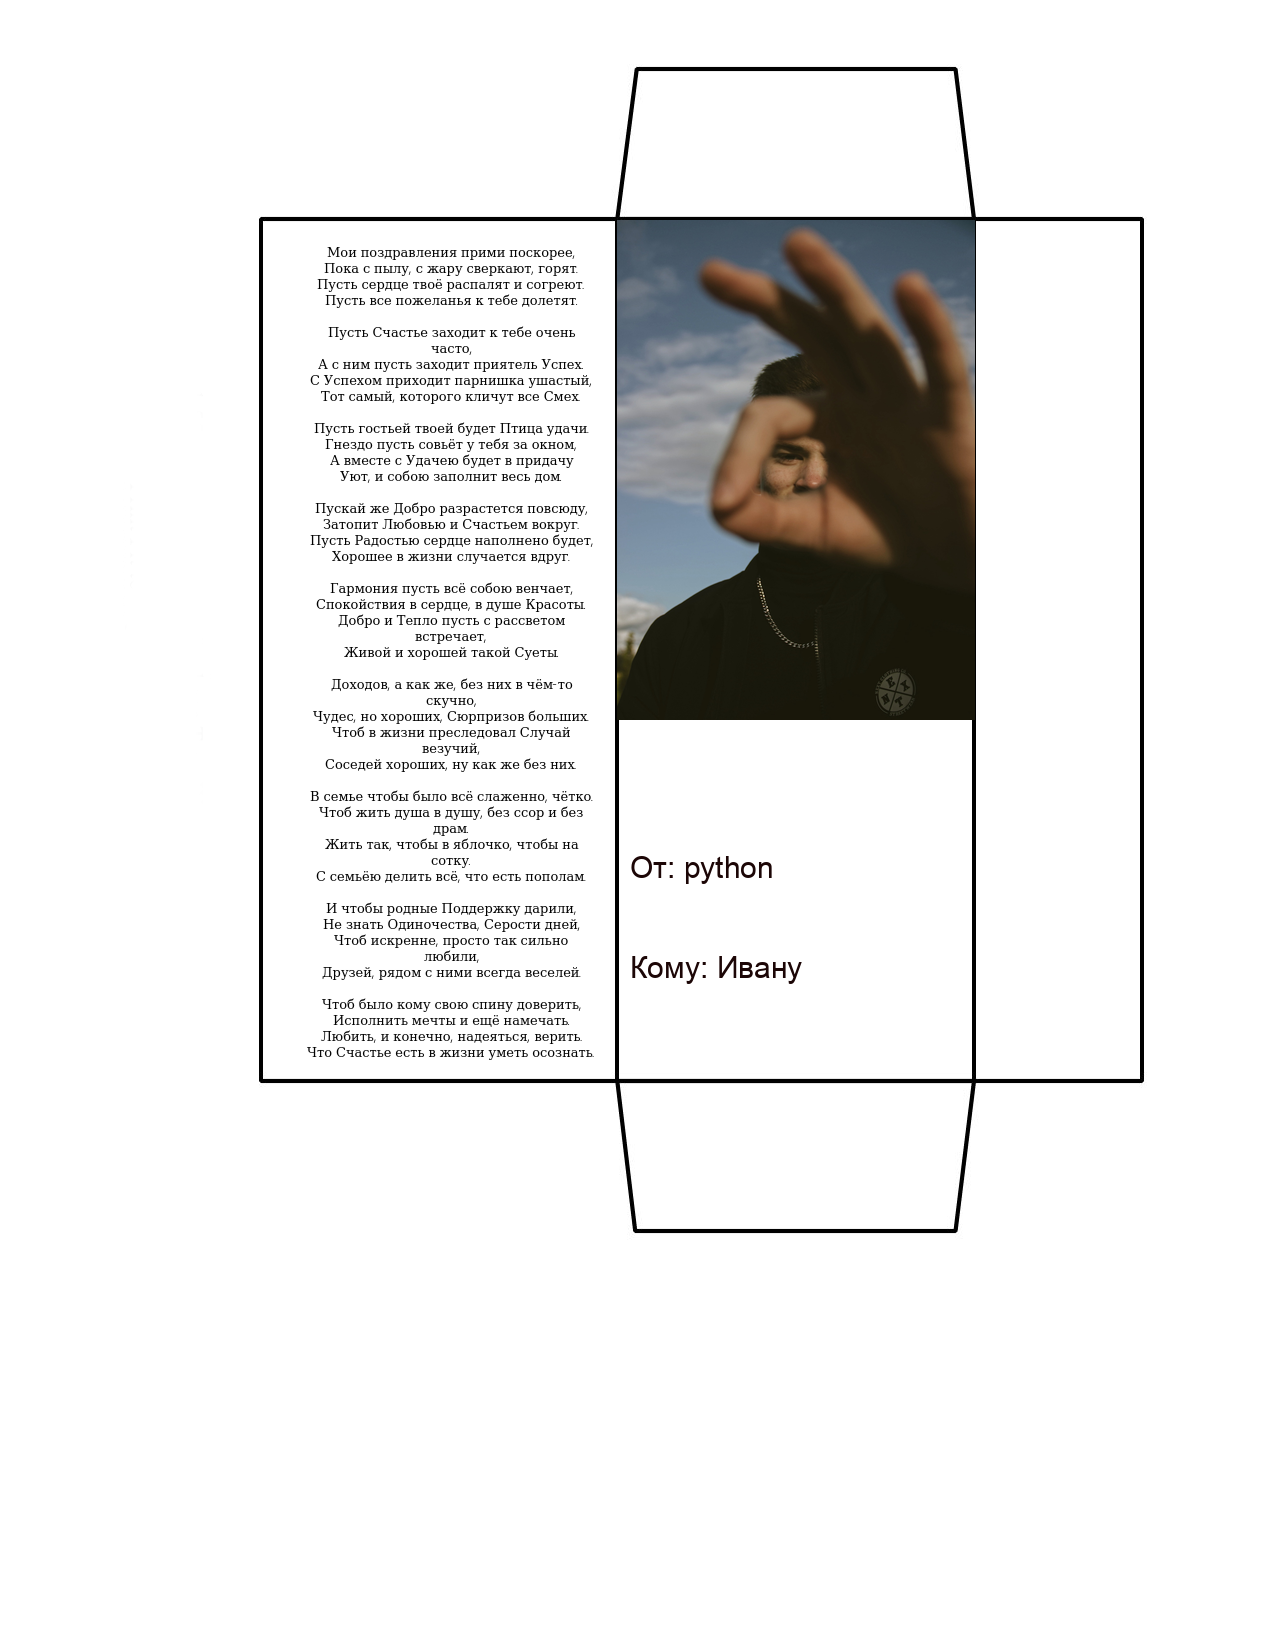 Мои поздравления прими поскорее,
Пока с пылу, с жару сверкают, горят.
Пусть сердце твоё распалят и согреют.
Пусть все пожеланья к тебе долетят.
Пусть Счастье заходит к тебе очень
часто,
А с ним пусть заходит приятель Успех.
С Успехом приходит парнишка ушастый,
Тот самый, которого кличут все Смех.
Пусть гостьей твоей будет Птица удачи.
Гнездо пусть совьёт у тебя за окном,
А вместе с Удачею будет в придачу
Уют, и собою заполнит весь дом.
Пускай же Добро разрастется повсюду,
Затопит Любовью и Счастьем вокруг.
Пусть Радостью сердце наполнено будет,
Хорошее в жизни случается вдруг.
Гармония пусть всё собою венчает,
Спокойствия в сердце, в душе Красоты.
Добро и Тепло пусть с рассветом
встречает,
Живой и хорошей такой Суеты.
Доходов, а как же, без них в чём-то
скучно,
Чудес, но хороших, Сюрпризов больших.
Чтоб в жизни преследовал Случай
везучий,
Соседей хороших, ну как же без них.
В семье чтобы было всё слаженно, чётко.
Чтоб жить душа в душу, без ссор и без
драм.
Жить так, чтобы в яблочко, чтобы на
сотку.
С семьёю делить всё, что есть пополам.
И чтобы родные Поддержку дарили,
Не знать Одиночества, Серости дней,
Чтоб искренне, просто так сильно
любили,
Друзей, рядом с ними всегда веселей.
Чтоб было кому свою спину доверить,
Исполнить мечты и ещё намечать.
Любить, и конечно, надеяться, верить.
Что Счастье есть в жизни уметь осознать.
От: python
Кому: Ивану